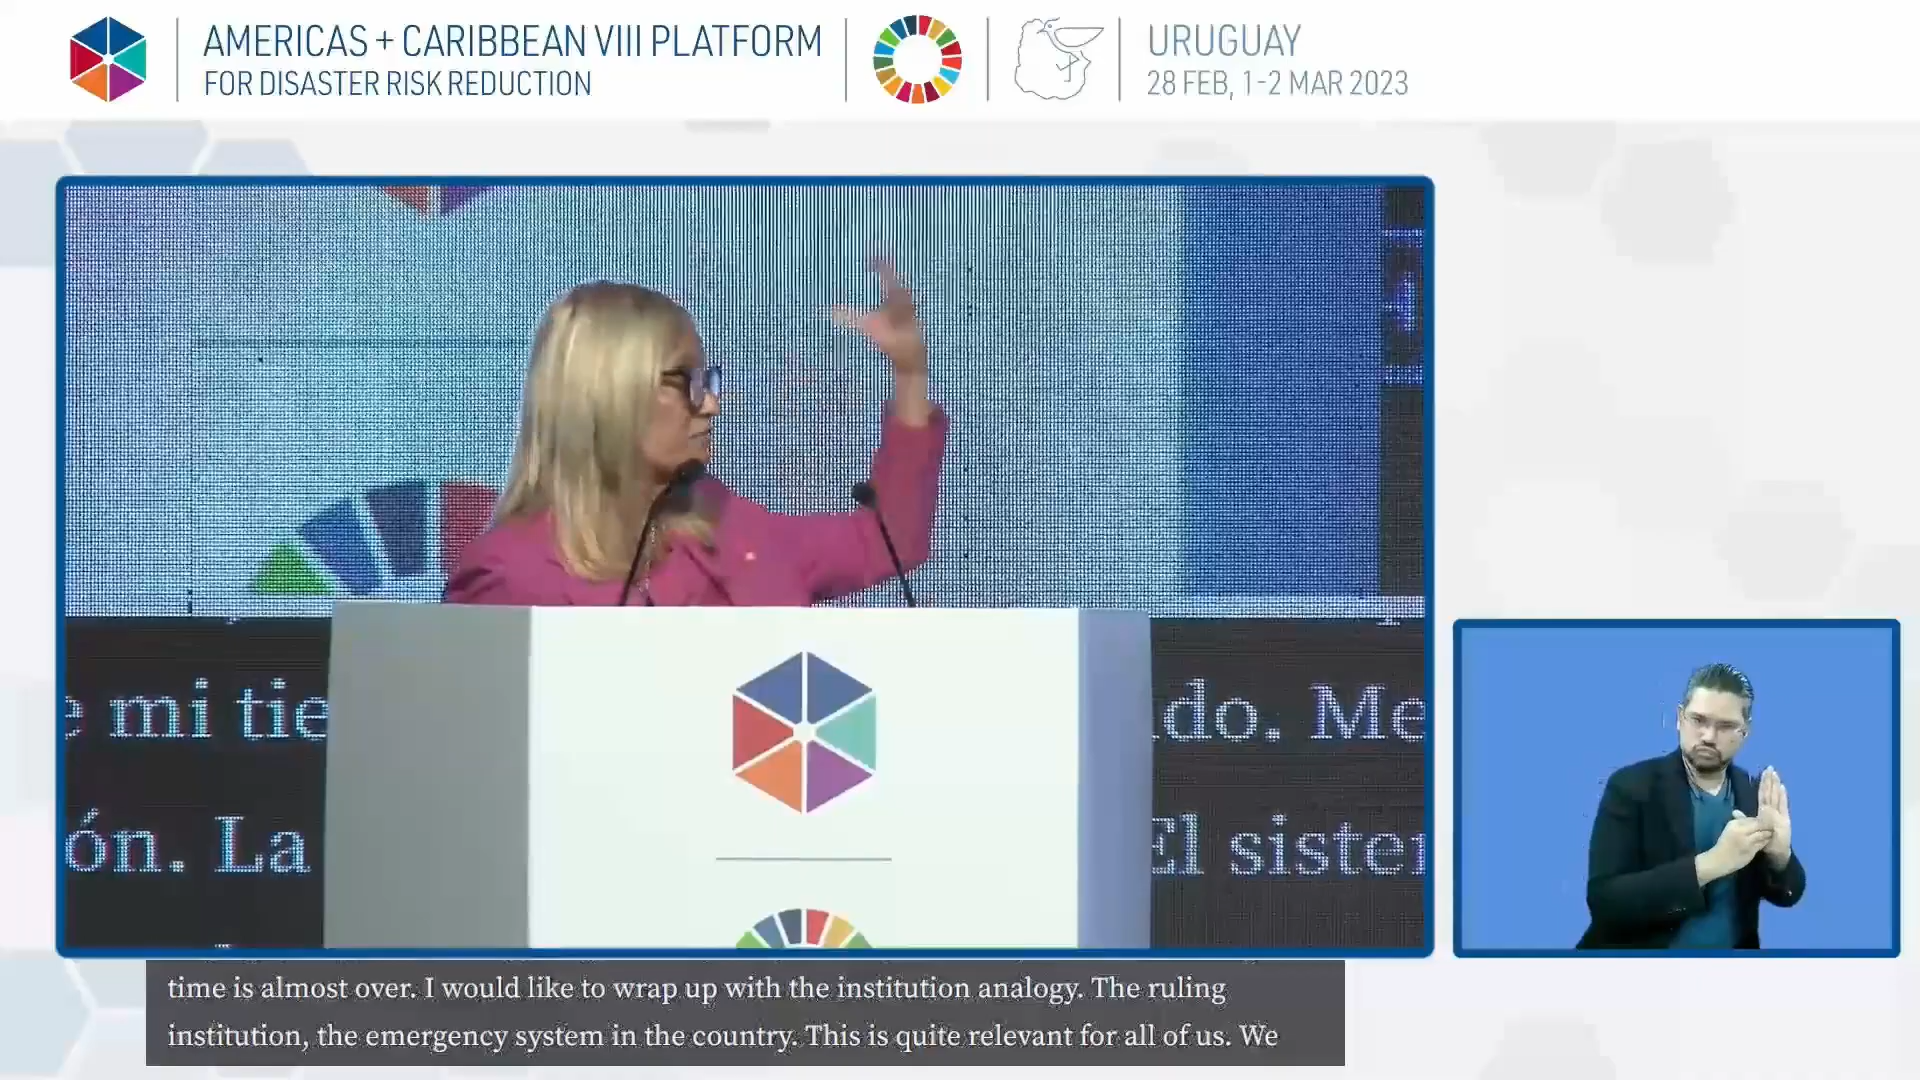 AMERICAS + CARIBBEAN VIII PLATFORM
FOR DISASTER RISK REDUCTION
URUGUAY
28 FEB, 1-2 MAR 2023
mi tie
do. Me
ón. La
El sister
time is almost over. I would like to wrap up with the institution analogy. The ruling
institution, the emergency system in the country. This is quite relevant for all of us. We